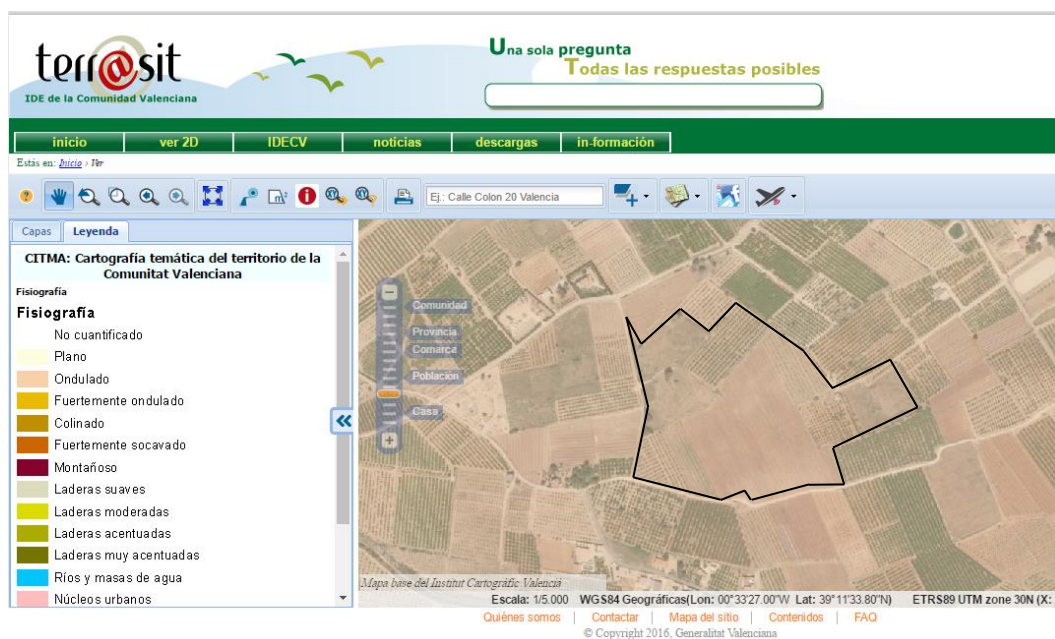 terr@sit
IDE de la Comunidad Valenciana
Una sola pregunta
Todas las respuestas posibles
inicio ver 2D IDECV noticias descargas in-formación
Estás en: Inicio > Ver
Ej.: Calle Colon 20 Valencia
Capas Leyenda
CITMA: Cartografía temática del territorio de la
Comunitat Valenciana
Fisiografía
Fisiografía
No cuantificado
Plano
Ondulado
Fuertemente ondulado
Colinado
Fuertemente socavado
Montañoso
Laderas suaves
Laderas moderadas
Laderas acentuadas
Laderas muy acentuadas
Ríos y masas de agua
Núcleos urbanos
Comunidad
Provincia
Comarca
Población
Casa
Mapa base del Institut Cartogràfic Valencià
Escala: 1/5.000 WGS84 Geográficas(Lon: 00°33'27.00"W Lat: 39°11'33.80"N) ETRS89 UTM zone 30N (X:
Quiénes somos | Contactar | Mapa del sitio | Contenidos | FAQ
© Copyright 2016, Generalitat Valenciana